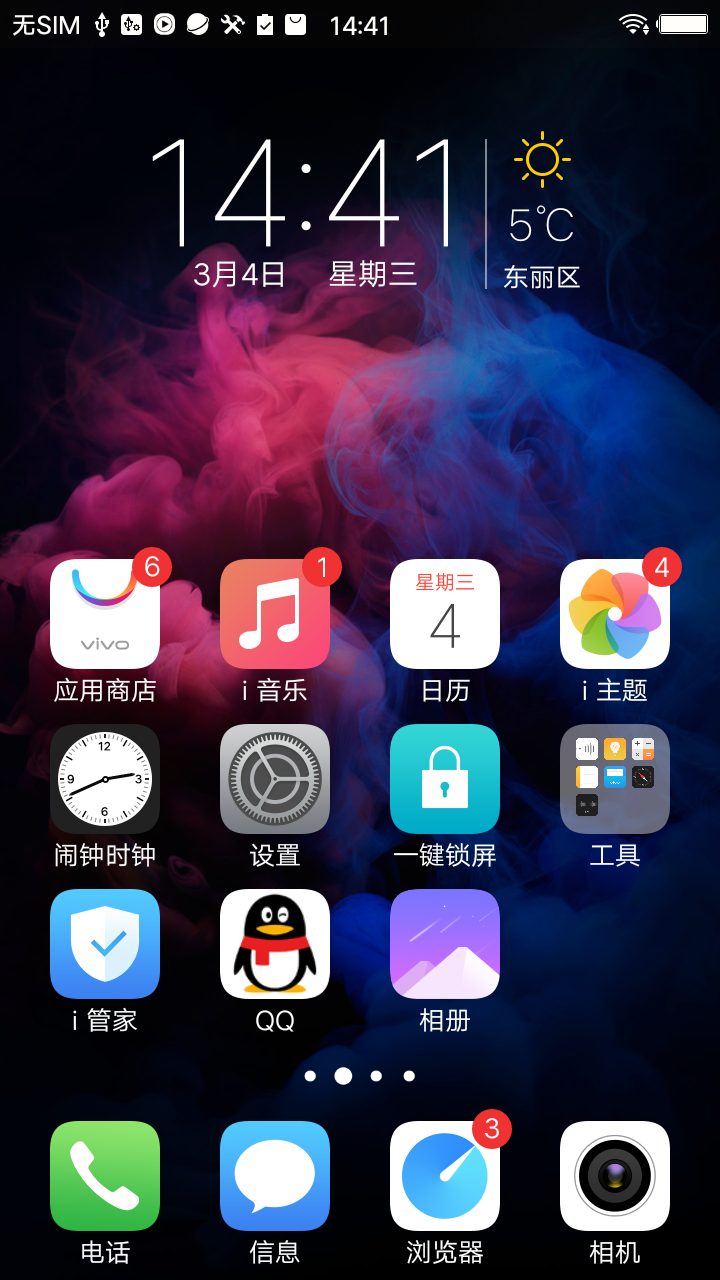 无SIM 14:41
14:41
3月4日 星期三
5℃
东丽区
6
1
4
星期三
4
vivo
应用商店
i 音乐
日历
i 主题
12
9
3
6
闹钟时钟
设置
一键锁屏
工具
i 管家
QQ
相册
3
电话
信息
浏览器
相机